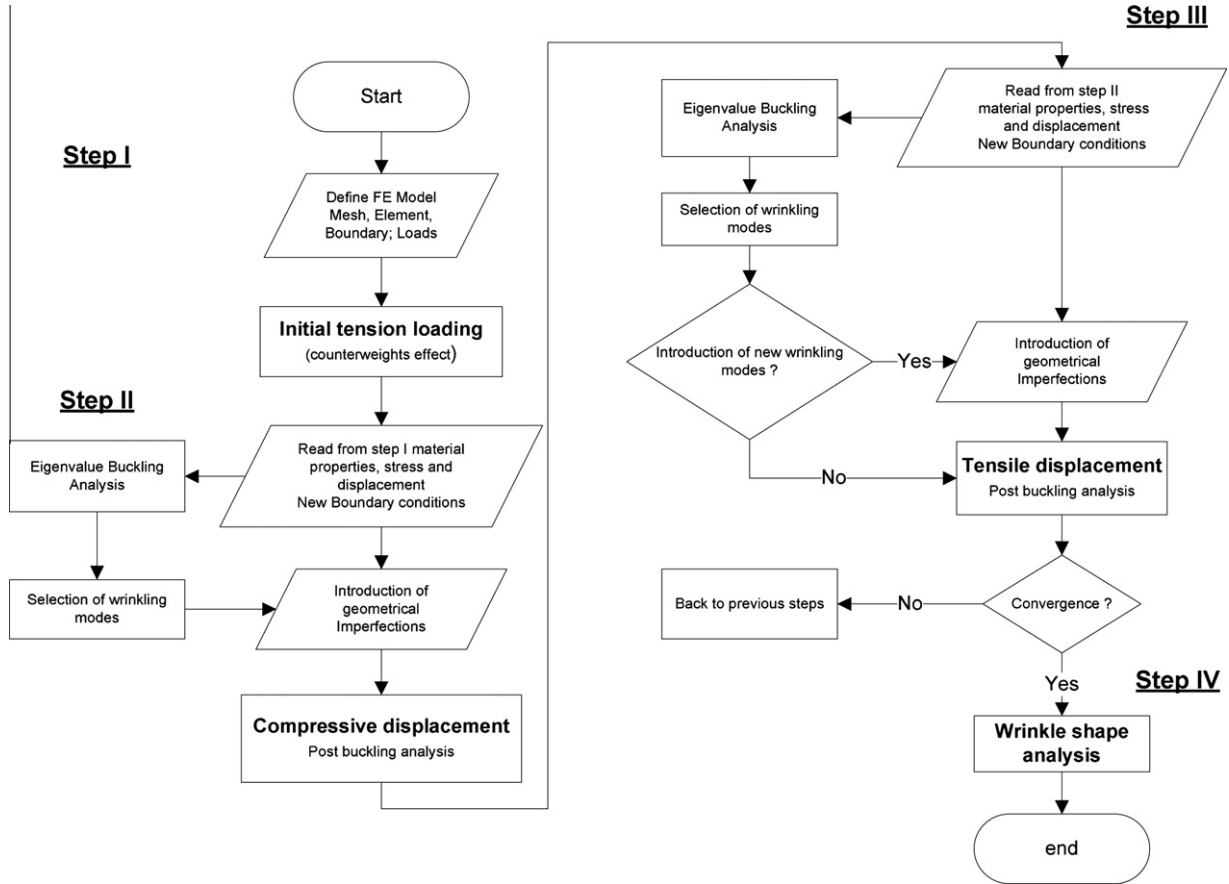 Step I
Start
Define FE Model
Mesh, Element,
Boundary; Loads
Initial tension loading
(counterweights effect)
Step II
Read from step I material
properties, stress and
displacement
New Boundary conditions
Eigenvalue Buckling
Analysis
Selection of wrinkling
modes
Introduction of
geometrical
Imperfections
Compressive displacement
Post buckling analysis
Step III
Read from step II
material properties, stress
and displacement
New Boundary conditions
Eigenvalue Buckling
Analysis
Selection of wrinkling
modes
Introduction of new wrinkling
modes ?
Yes
Introduction of
geometrical
Imperfections
No
Tensile displacement
Post buckling analysis
Convergence ?
No
Back to previous steps
Yes
Step IV
Wrinkle shape
analysis
end